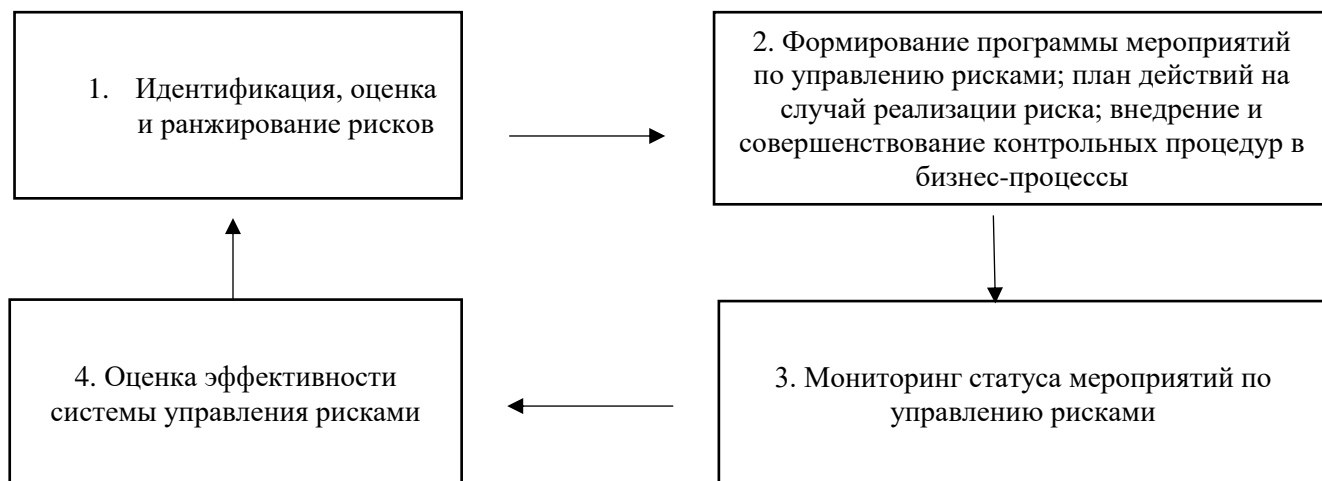 1. Идентификация, оценка
и ранжирование рисков
2. Формирование программы мероприятий
по управлению рисками; план действий на
случай реализации риска; внедрение и
совершенствование контрольных процедур в
бизнес-процессы
4. Оценка эффективности
системы управления рисками
3. Мониторинг статуса мероприятий по
управлению рисками